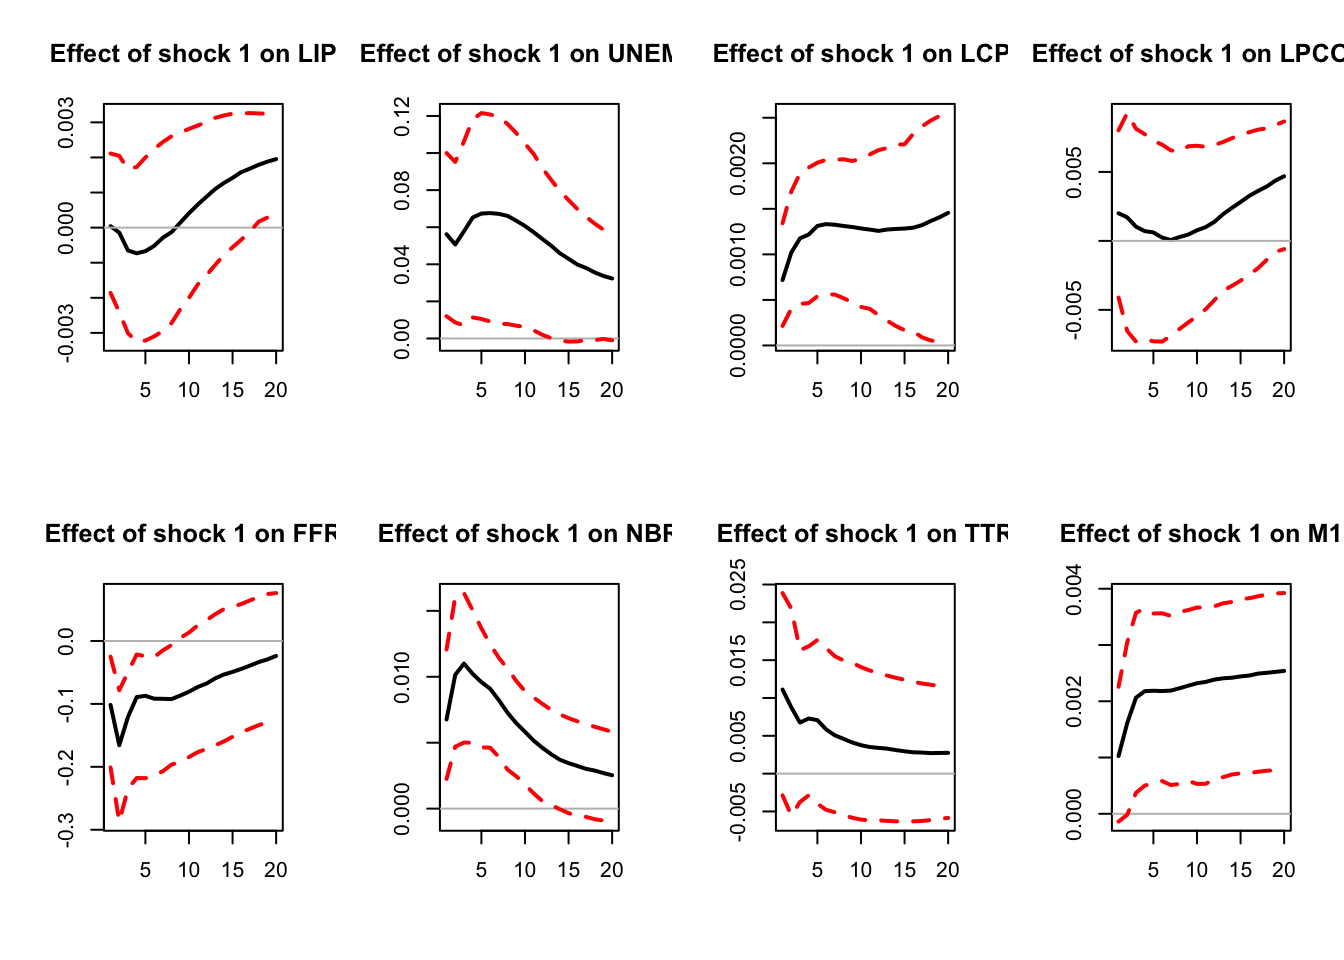 Effect of shock 1 on LIP
Effect of shock 1 on UNEM
Effect of shock 1 on LCP
Effect of shock 1 on LPCO
0.003
0.000
-0.003
5 10 15 20
0.12
0.08
0.04
0.00
5 10 15 20
0.0020
0.0010
0.0000
5 10 15 20
0.005
-0.005
5 10 15 20
Effect of shock 1 on FFR
Effect of shock 1 on NBR
Effect of shock 1 on TTR
Effect of shock 1 on M1
0.0
-0.1
-0.2
-0.3
5 10 15 20
0.10
0.000
5 10 15 20
0.025
0.015
0.005
-0.005
5 10 15 20
0.004
0.002
0.000
5 10 15 20